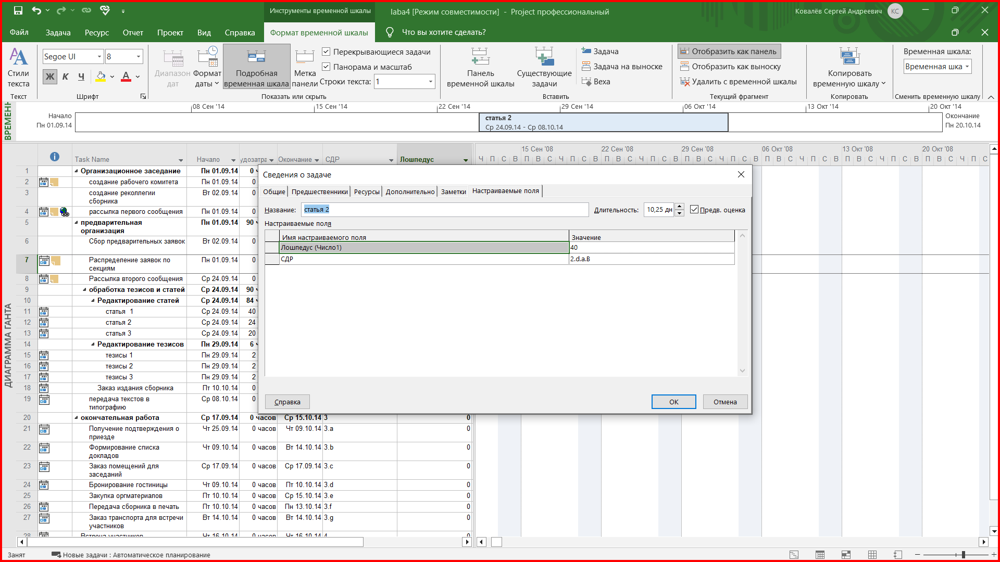 Инструменты временной шкалы
laba4 [Режим совместимости] - Project профессиональный
Ковалёв Сергей Андреевич
КС
Файл
Задача
Ресурс
Отчет
Проект
Вид
Справка
Формат временной шкалы
Что вы хотите сделать?
Стили текста
Текст
Segoe UI
8
Ж К Ч
А
Шрифт
Диапазон дат
Формат даты
Подробная временная шкала
Метка панели
Перекрывающиеся задачи
Панорама и масштаб
Строки текста: 1
Показать или скрыть
Панель временной шкалы
Существующие задачи
Задача
Задача на выноске
Веха
Вставить
Отобразить как панель
Отобразить как выноску
Удалить с временной шкалы
Текущий фрагмент
Копировать временную шкалу
Копировать
Временная шкала:
Временная шка
Сменить временную шкалу
ВРЕМЕНН
Начало
Пн 01.09.14
08 Сен '14
15 Сен '14
22 Сен '14
29 Сен '14
06 Окт '14
13 Окт '14
20 Окт '14
статья 2
Ср 24.09.14 - Ср 08.10.14
Окончание
Пн 20.10.14
ДИАГРАММА ГАНТА
Task Name Начало удозатра Окончание СДР Лошпедус
15 Сен '08 22 Сен '08 29 Сен '08 06 Окт '08 13 Окт '08 20 Окт '08
Ч П С В П В С Ч П С В П В С Ч П С В П В С Ч П С В П В С Ч П С В П В С Ч П С В П В С Ч П С
1 Организационное заседание Пн 01.09.14 0 ч
2 создание рабочего комитета Пн 01.09.14 0
3 создание реколлегии сборника Вт 02.09.14 0
4 рассылка первого сообщения Пн 01.09.14 0
5 предварительная организация Пн 01.09.14 90 ч
6 Сбор предварительных заявок Вт 02.09.14 0
7 Распределение заявок по секциям Пн 01.09.14 0
8 Рассылка второго сообщения Ср 24.09.14 0
9 обработка тезисов и статей Ср 24.09.14 90 ч
10 Редактирование статей Ср 24.09.14 84 ч
11 статья 1 Ср 24.09.14 40
12 статья 2 Ср 24.09.14 24
13 статья 3 Ср 24.09.14 20
14 Редактирование тезисов Пн 29.09.14 6 ч
15 тезисы 1 Пн 29.09.14 2
16 тезисы 2 Пн 29.09.14 2
17 тезисы 3 Пн 29.09.14 2
18 Заказ издания сборника Пт 10.10.14 0
19 передача текстов в типографию Ср 08.10.14 0
20 окончательная работа Ср 17.09.14 0 часов Ср 15.10.14 3 0
21 Получение подтверждения о приезде Чт 25.09.14 0 часов Чт 09.10.14 3.a 0
22 Формирование списка докладов Чт 09.10.14 0 часов Вт 14.10.14 3.b 0
23 Заказ помещений для заседаний Ср 17.09.14 0 часов Ср 17.09.14 3.c 0
24 Бронирование гостиницы Чт 09.10.14 0 часов Пт 10.10.14 3.d 0
25 Закупка оргматериалов Пт 10.10.14 0 часов Ср 15.10.14 3.e 0
26 Передача сборника в печать Пт 10.10.14 0 часов Пн 13.10.14 3.f 0
27 Заказ транспорта для встречи участников Вт 14.10.14 0 часов Вт 14.10.14 3.g 0
28 Встреча участников Чт 16.10.14 0 часов Чт 16.10.14 4 0
Сведения о задаче
Общие Предшественники Ресурсы Дополнительно Заметки Настраиваемые поля
Название: статья 2 Длительность: 10,25 дн Предв. оценка
Настраиваемые поля
Имя настраиваемого поля Значение
Лошпедус (Число1) 40
СДР 2.d.a.B
Справка ОК Отмена
Занят
Новые задачи : Автоматическое планирование